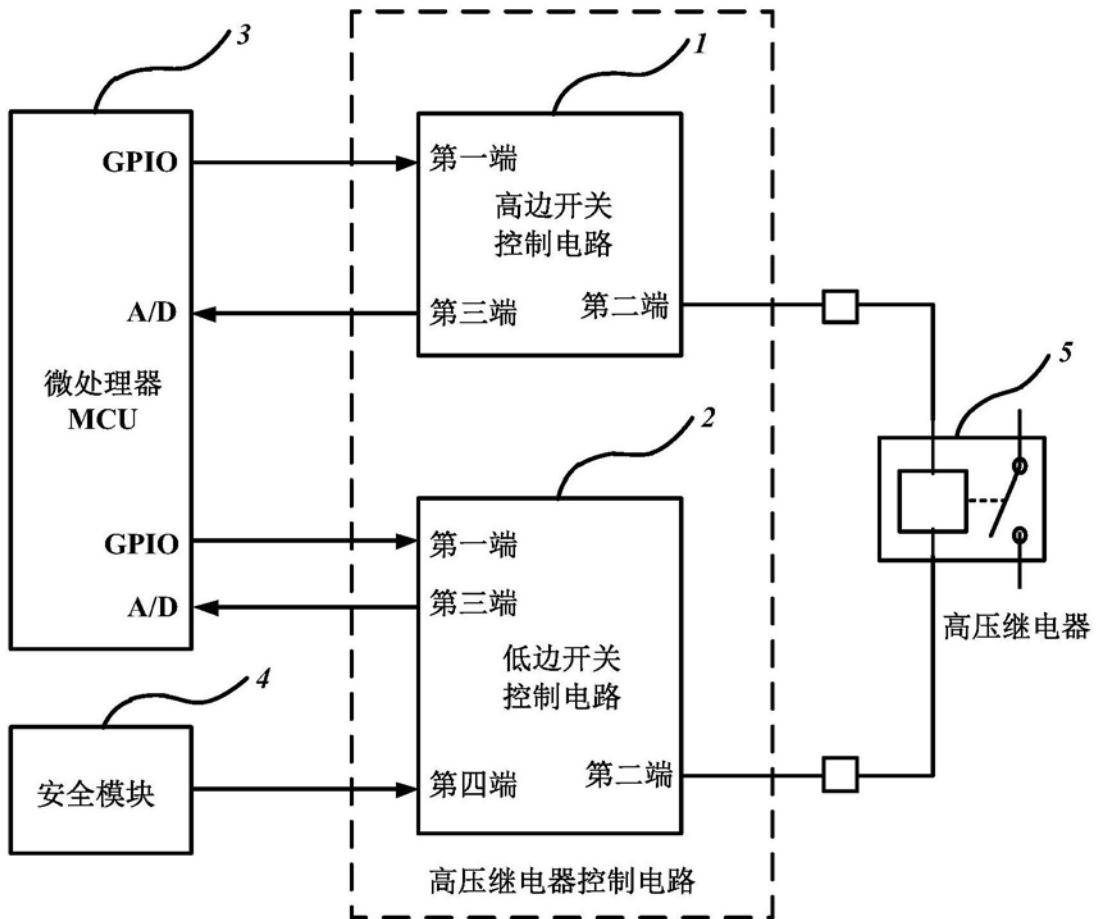 3
1
GPIO
第一端
高边开关
控制电路
A/D
第三端
第二端
微处理器
MCU
5
2
GPIO
第一端
A/D
第三端
高压继电器
低边开关
控制电路
4
安全模块
第四端
第二端
高压继电器控制电路